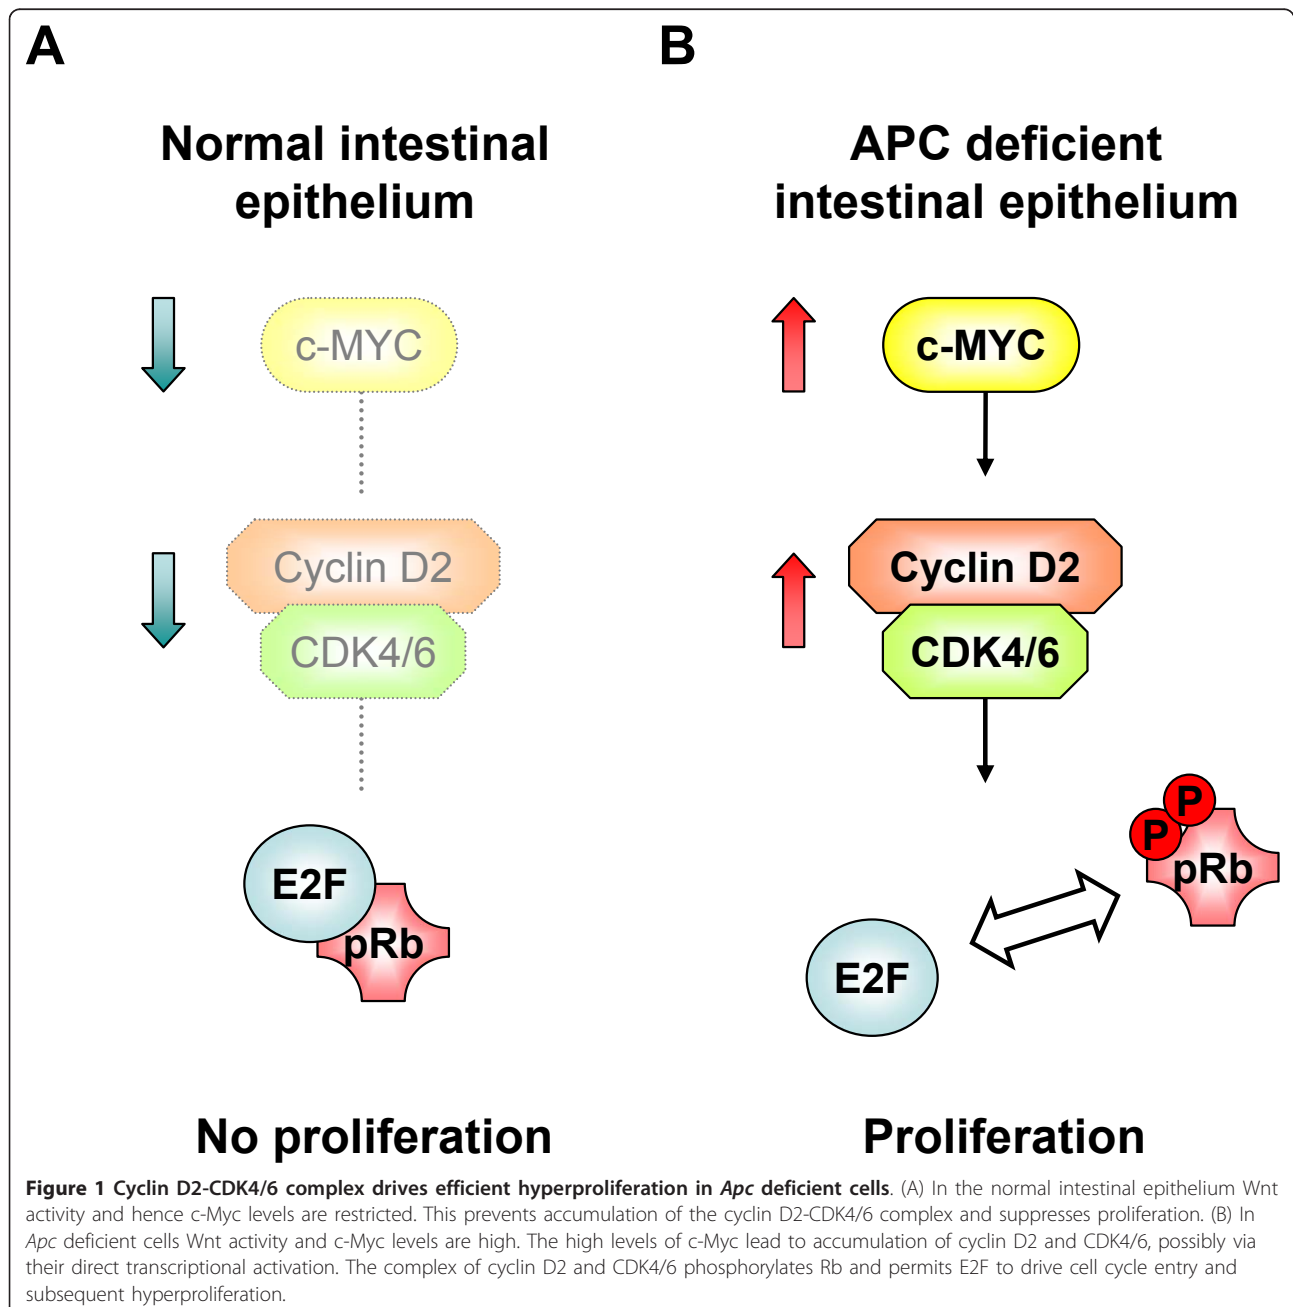 A
Normal intestinal
epithelium
c-MYC
Cyclin D2
CDK4/6
E2F
pRb
No proliferation
B
APC deficient
intestinal epithelium
c-MYC
Cyclin D2
CDK4/6
P
P
pRb
E2F
Proliferation
Figure 1 Cyclin D2-CDK4/6 complex drives efficient hyperproliferation in Apc deficient cells. (A) In the normal intestinal epithelium Wnt
activity and hence c-Myc levels are restricted. This prevents accumulation of the cyclin D2-CDK4/6 complex and suppresses proliferation. (B) In
Apc deficient cells Wnt activity and c-Myc levels are high. The high levels of c-Myc lead to accumulation of cyclin D2 and CDK4/6, possibly via
their direct transcriptional activation. The complex of cyclin D2 and CDK4/6 phosphorylates Rb and permits E2F to drive cell cycle entry and
subsequent hyperproliferation.